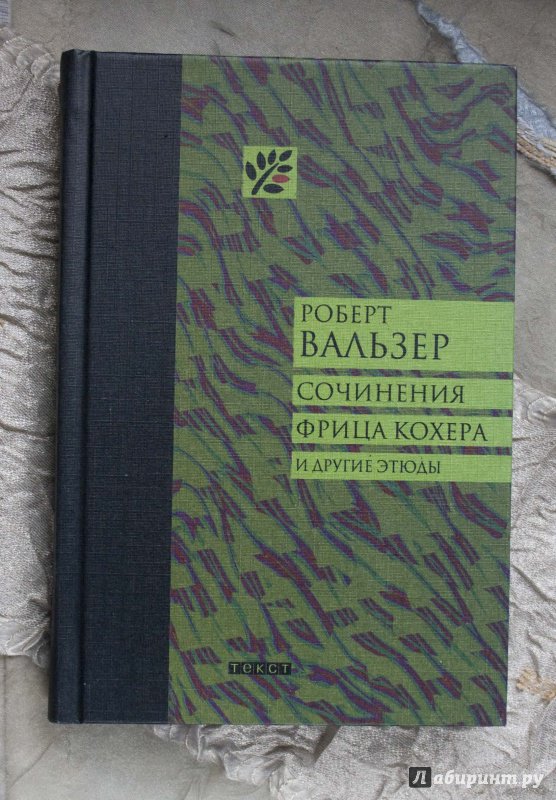 РОБЕРТ
ВАЛЬЗЕР
СОЧИНЕНИЯ
ФРИЦА КОХЕРА
И ДРУГИЕ ЭТЮДЫ
текст
Лабиринт.ру